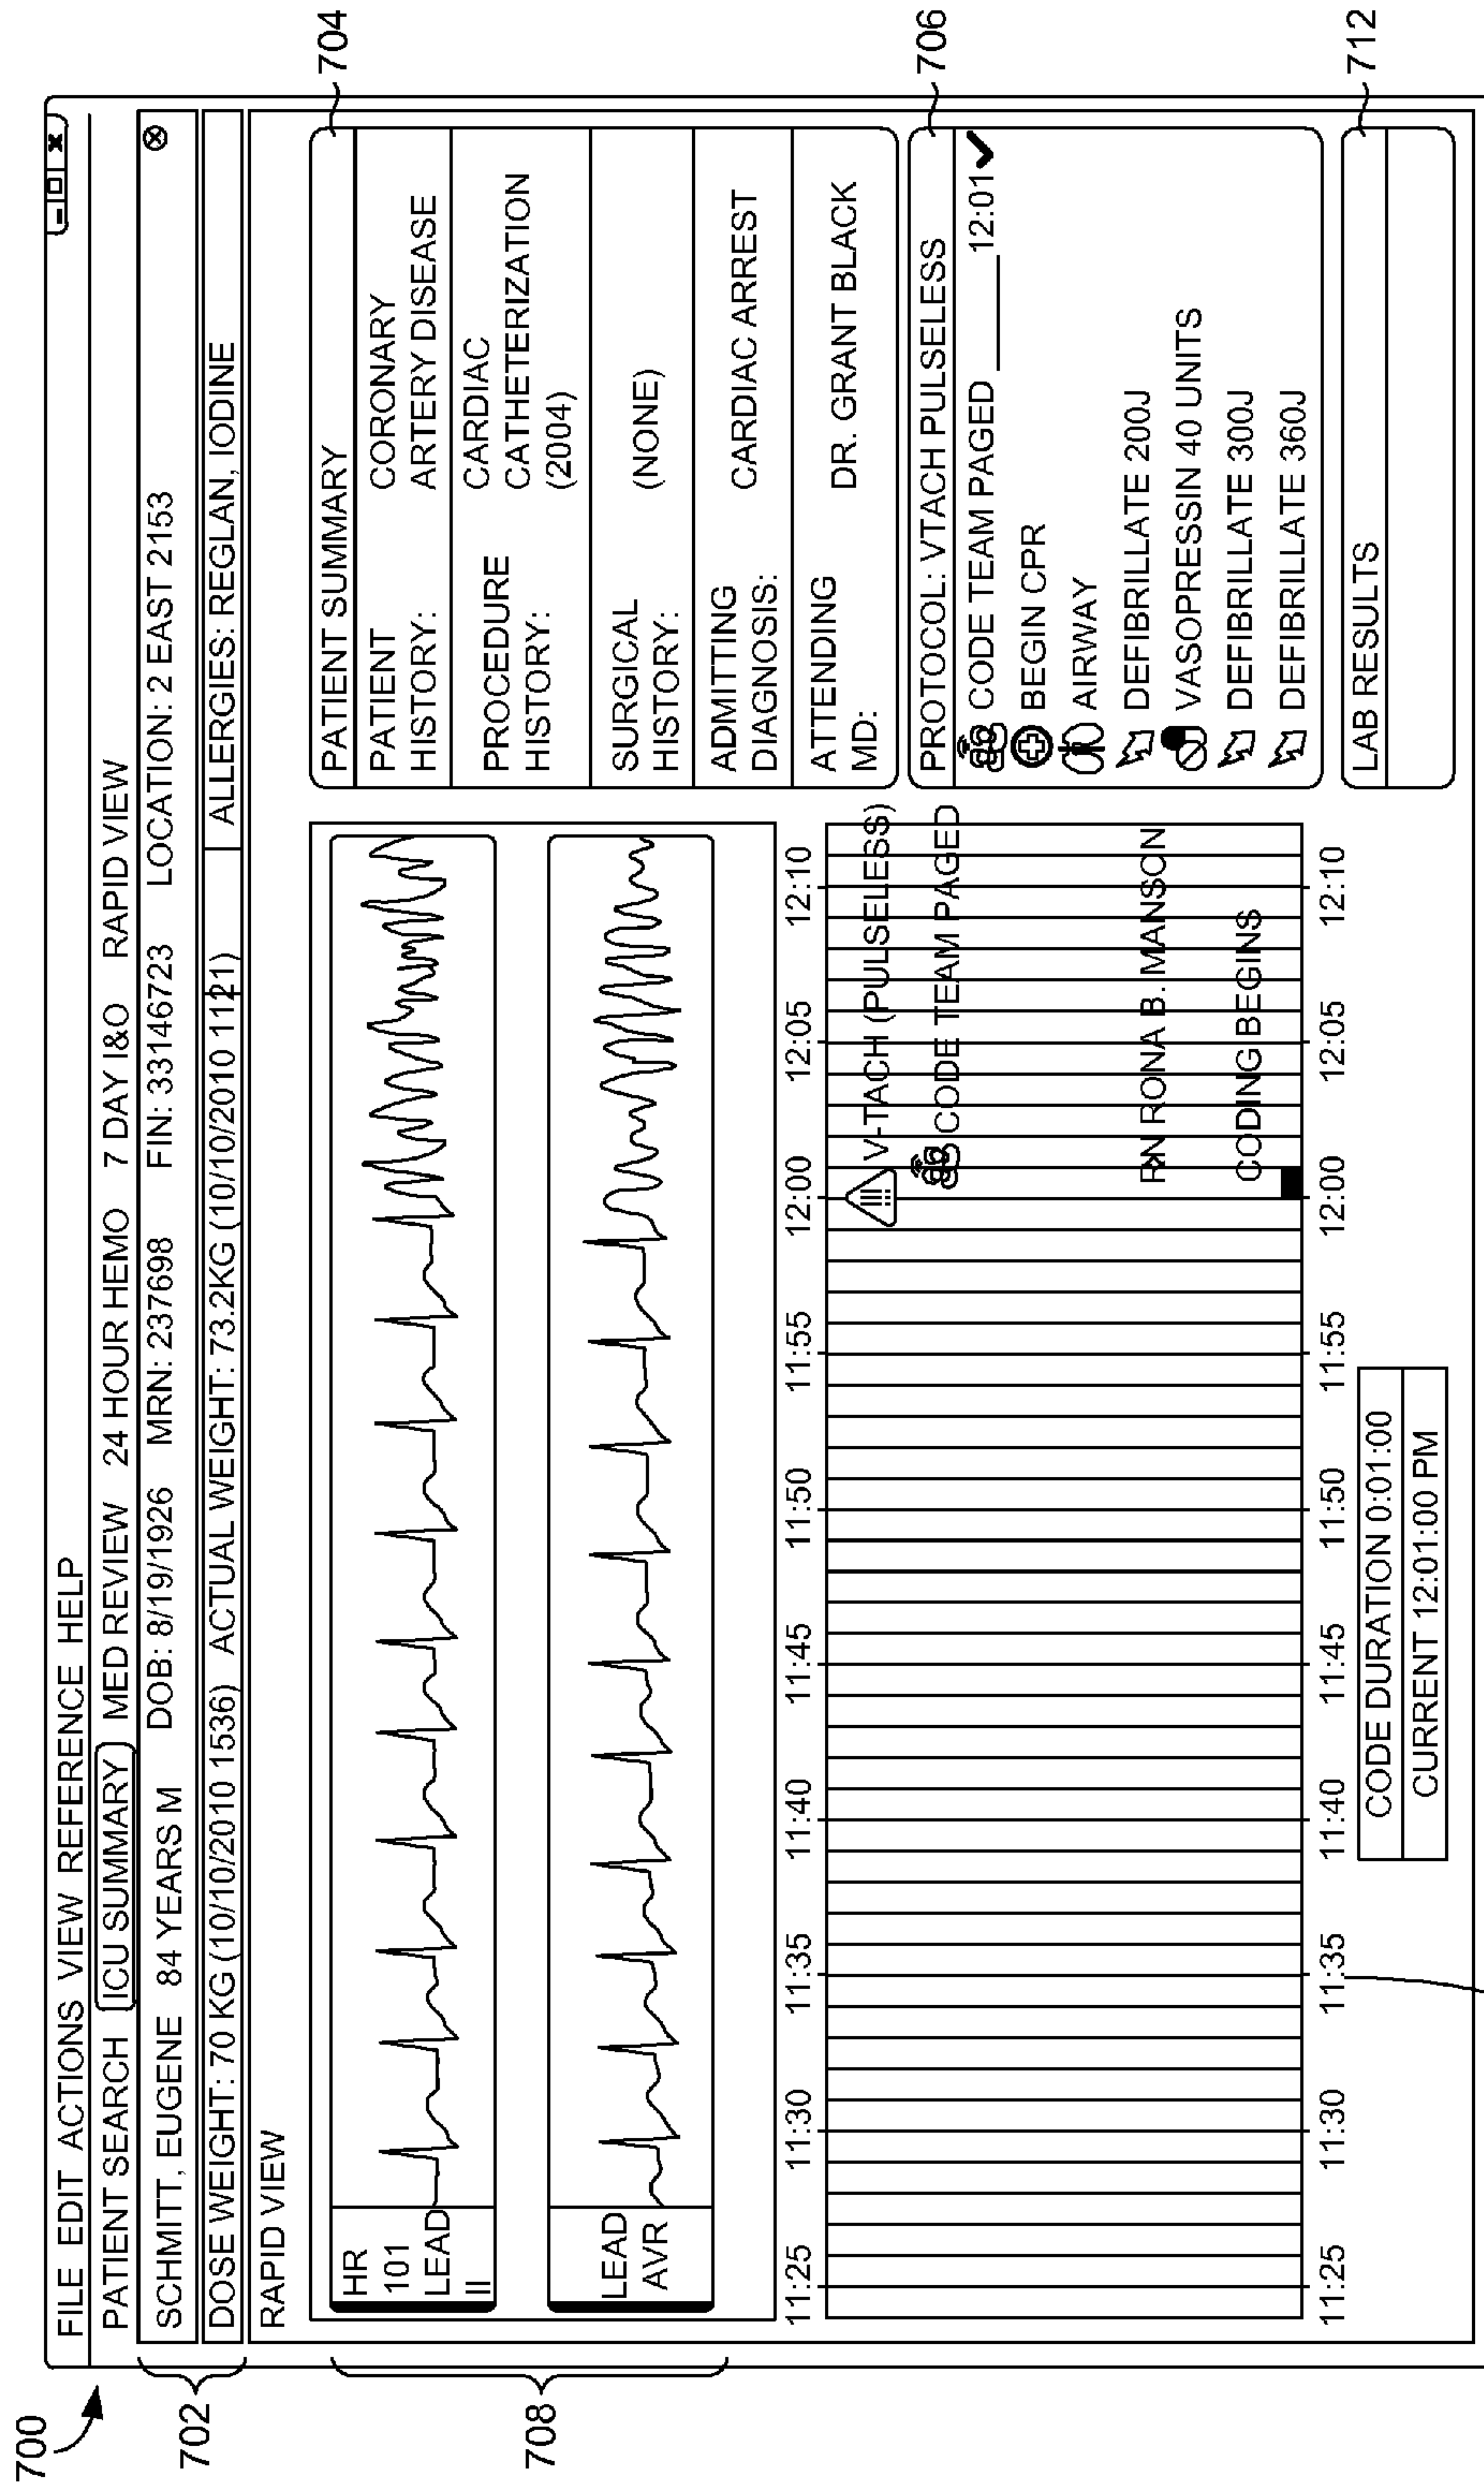 700
FILE EDIT ACTIONS VIEW REFERENCE HELP
PATIENT SEARCH ICU SUMMARY MED REVIEW 24 HOUR HEMO 7 DAY I&O RAPID VIEW
702
SCHMITT, EUGENE 84 YEARS M DOB: 8/19/1926 MRN: 237698 FIN: 33146723 LOCATION: 2 EAST 2153
DOSE WEIGHT: 70 KG (10/10/2010 1536) ACTUAL WEIGHT: 73.2KG (10/10/2010 1121) ALLERGIES: REGLAN, IODINE
RAPID VIEW
708
HR
101
LEAD
II
LEAD
AVR
704
PATIENT SUMMARY
PATIENT HISTORY: CORONARY ARTERY DISEASE
PROCEDURE HISTORY: CARDIAC CATHETERIZATION (2004)
SURGICAL HISTORY: (NONE)
ADMITTING DIAGNOSIS: CARDIAC ARREST
ATTENDING MD: DR. GRANT BLACK
11:25 11:30 11:35 11:40 11:45 11:50 11:55 12:00 12:05 12:10
V-TACH (PULSELESS)
CODE TEAM PAGED
RN RONA B. MANSON
CODING BEGINS
11:25 11:30 11:35 11:40 11:45 11:50 11:55 12:00 12:05 12:10
CODE DURATION 0:01:00
CURRENT 12:01:00 PM
706
PROTOCOL: VTACH PULSELESS
CODE TEAM PAGED 12:01
BEGIN CPR
AIRWAY
DEFIBRILLATE 200J
VASOPRESSIN 40 UNITS
DEFIBRILLATE 300J
DEFIBRILLATE 360J
712
LAB RESULTS